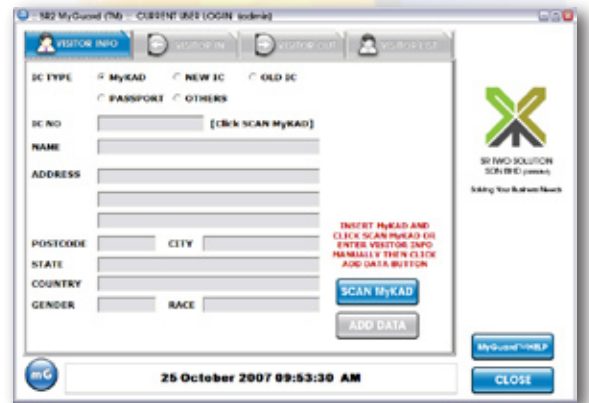 :: SR2 MyGuard (TM) :: CURRENT USER LOGIN (admin)
VISITOR INFO VISITOR IN VISITOR OUT VISITOR LIST
IC TYPE MyKAD NEW IC OLD IC
PASSPORT OTHERS
IC NO [Click SCAN MyKAD]
NAME
ADDRESS
POSTCODE CITY
STATE
COUNTRY
GENDER RACE
INSERT MyKAD AND
CLICK SCAN MyKAD OR
ENTER VISITOR INFO
MANUALLY THEN CLICK
ADD DATA BUTTON
SCAN MyKAD
ADD DATA
SR TWO SOLUTION
SDN BHD
Solving Your Business Needs
MyGuard™HELP
CLOSE
mG
25 October 2007 09:53:30 AM